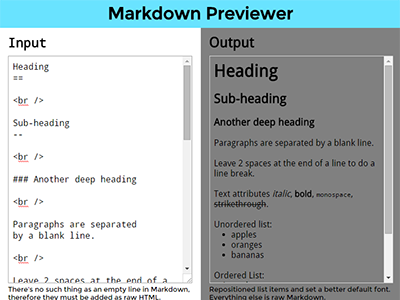 Markdown Previewer
Input
Heading
==
<br />
Sub-heading
--
<br />
### Another deep heading
<br />
Paragraphs are separated
by a blank line.
<br />
Leave 2 spaces at the end of a
There's no such thing as an empty line in Markdown,
therefore they must be added as raw HTML.
Output
Heading
Sub-heading
Another deep heading
Paragraphs are separated by a blank line.
Leave 2 spaces at the end of a line to do a
line break.
Text attributes italic, bold, monospace,
strikethrough.
Unordered list:
• apples
• oranges
• bananas
Ordered List:
Repositioned list items and set a better default font.
Everything else is raw Markdown.